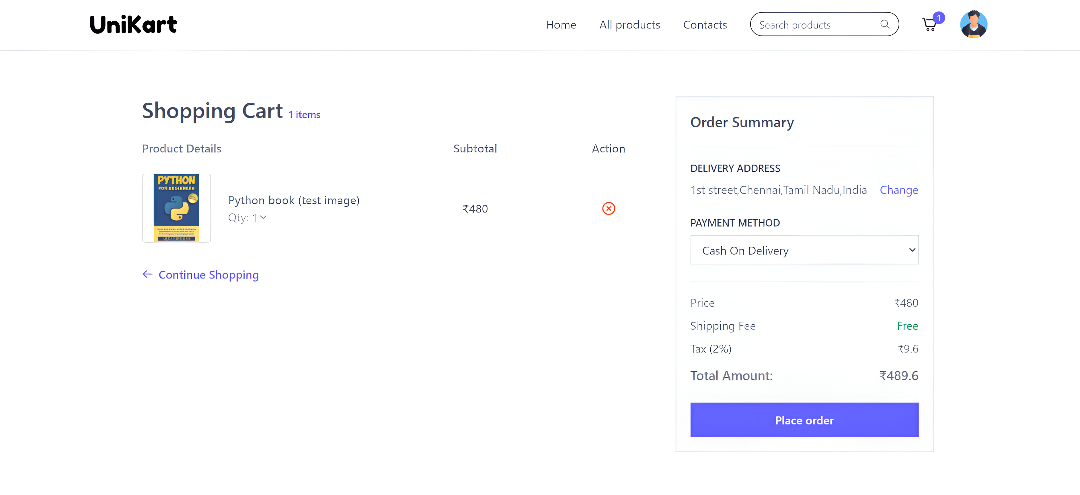 UniKart
Home
All products
Contacts
Search products
1
Shopping Cart 1 items
Product Details
Subtotal
Action
PYTHON
FOR BEGINNERS
Python book (test image)
Qty: 1
₹480
Continue Shopping
Order Summary
DELIVERY ADDRESS
1st street,Chennai,Tamil Nadu,India
Change
PAYMENT METHOD
Cash On Delivery
Price
₹480
Shipping Fee
Free
Tax (2%)
₹9.6
Total Amount:
₹489.6
Place order